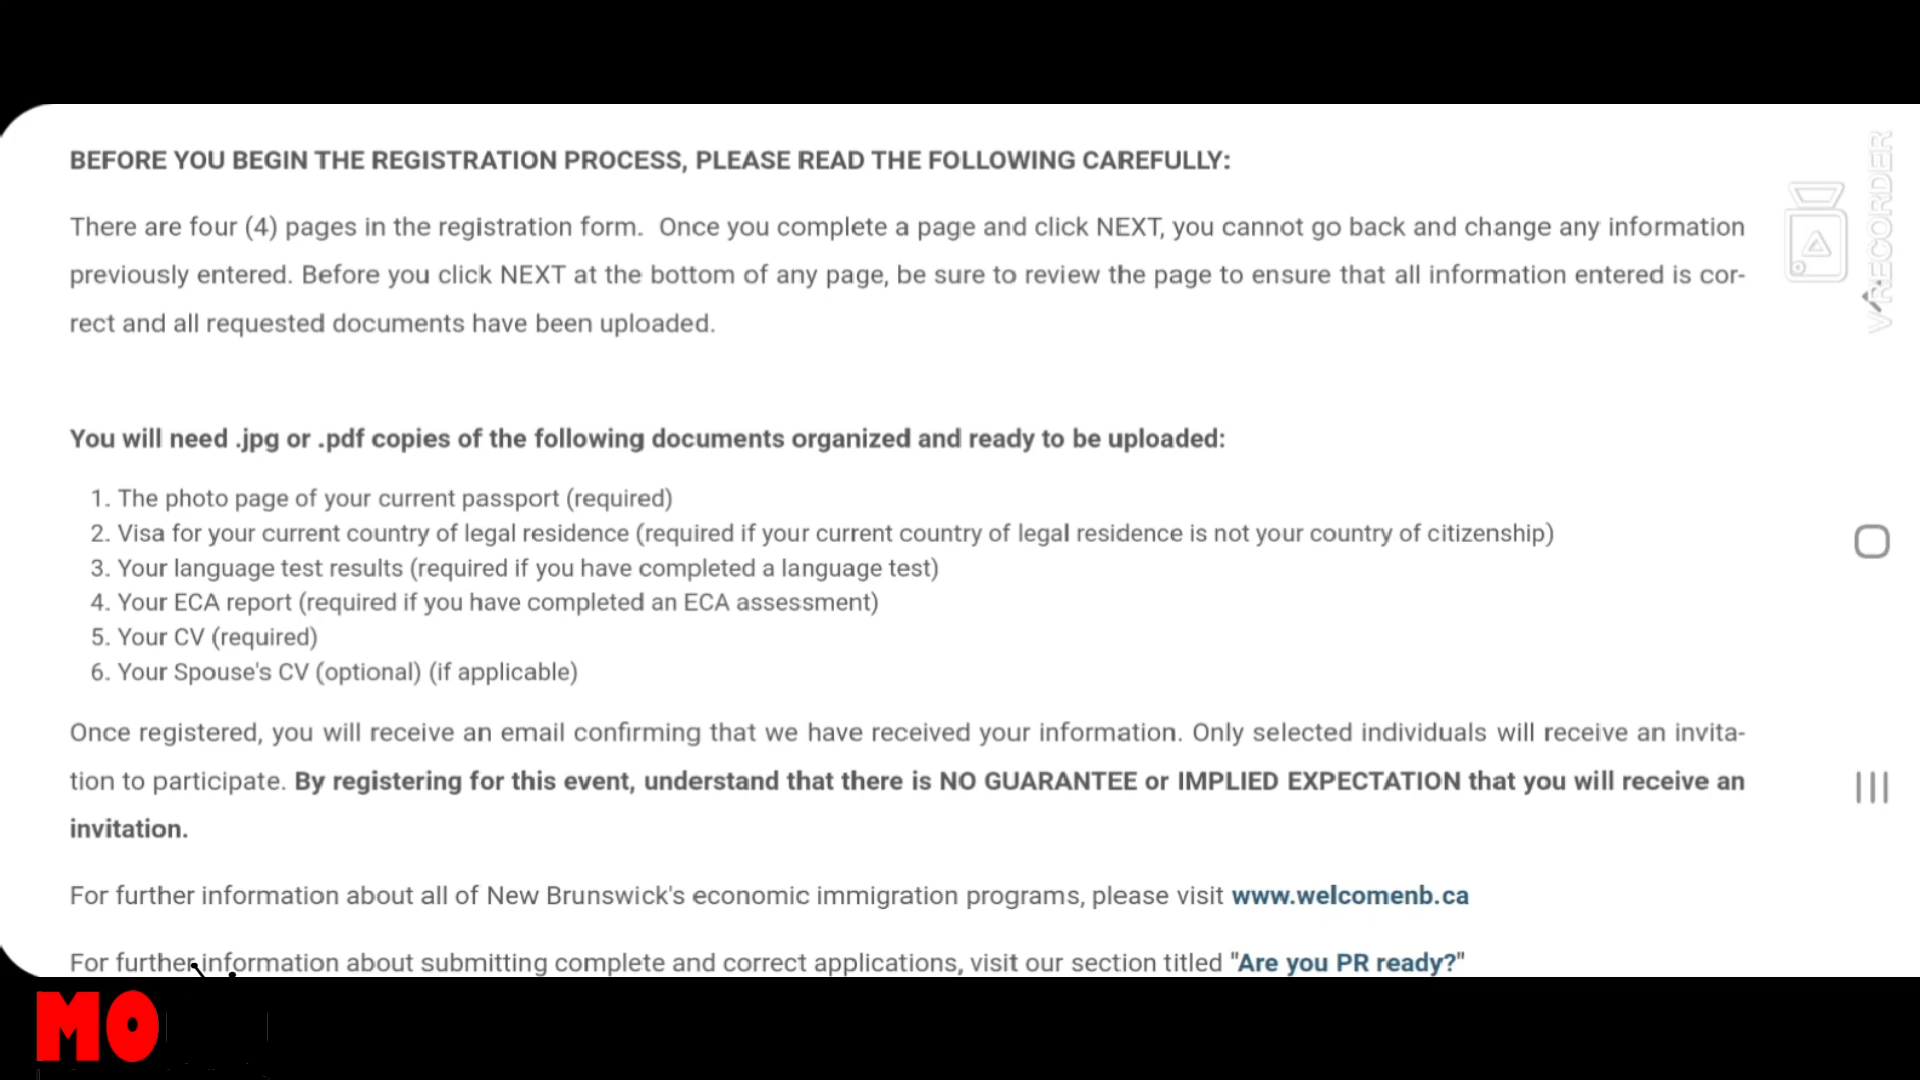 BEFORE YOU BEGIN THE REGISTRATION PROCESS, PLEASE READ THE FOLLOWING CAREFULLY:
There are four (4) pages in the registration form. Once you complete a page and click NEXT, you cannot go back and change any information
previously entered. Before you click NEXT at the bottom of any page, be sure to review the page to ensure that all information entered is cor-
rect and all requested documents have been uploaded.
You will need .jpg or .pdf copies of the following documents organized and ready to be uploaded:
1. The photo page of your current passport (required)
2. Visa for your current country of legal residence (required if your current country of legal residence is not your country of citizenship)
3. Your language test results (required if you have completed a language test)
4. Your ECA report (required if you have completed an ECA assessment)
5. Your CV (required)
6. Your Spouse's CV (optional) (if applicable)
Once registered, you will receive an email confirming that we have received your information. Only selected individuals will receive an invita-
tion to participate. By registering for this event, understand that there is NO GUARANTEE or IMPLIED EXPECTATION that you will receive an
invitation.
For further information about all of New Brunswick's economic immigration programs, please visit www.welcomenb.ca
For further information about submitting complete and correct applications, visit our section titled "Are you PR ready?"
VRECORDER
MO